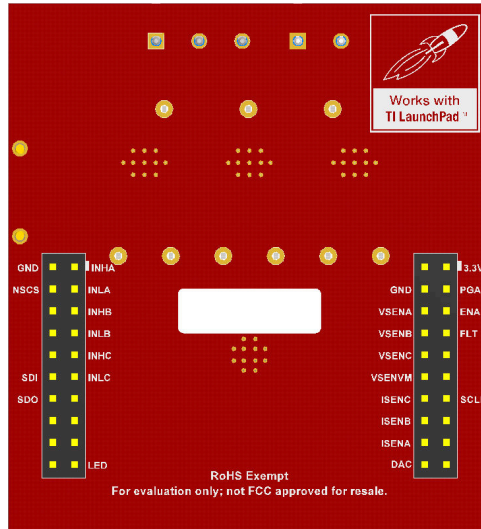 Works with
TI LaunchPad ™
GND INHA
NSCS INLA
INHB
INLB
INHC
SDI INLC
SDO
LED
3.3V
GND PGA
VSENA ENA
VSENB FLT
VSENC
VSENVM
ISENC SCL
ISENB
ISENA
DAC
RoHS Exempt
For evaluation only; not FCC approved for resale.